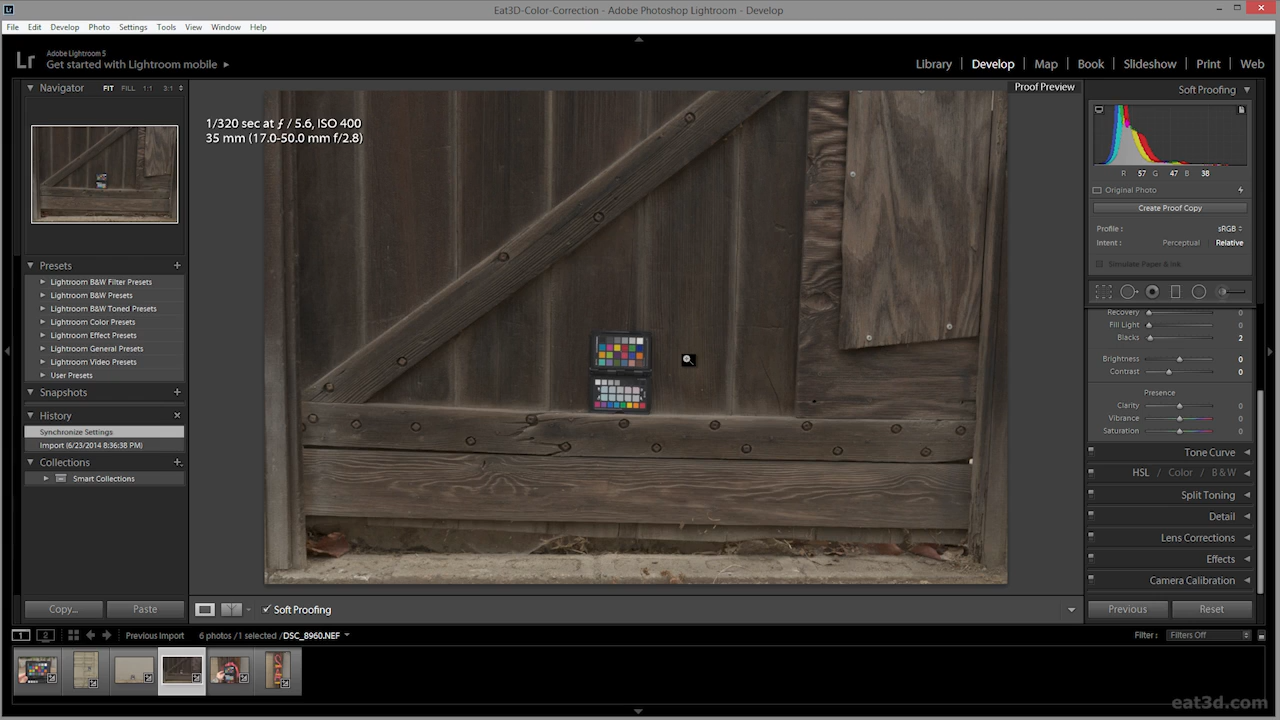 Eat3D-Color-Correction - Adobe Photoshop Lightroom - Develop
File Edit Develop Photo Settings Tools View Window Help
Lr
Adobe Lightroom 5
Get started with Lightroom mobile
Library | Develop | Map | Book | Slideshow | Print | Web
Navigator FIT FILL 1:1 3:1
Proof Preview
Soft Proofing
1/320 sec at ƒ / 5.6, ISO 400
35 mm (17.0-50.0 mm f/2.8)
R 57 G 47 B 38
Original Photo
Create Proof Copy
Profile : sRGB
Intent : Perceptual Relative
Simulate Paper & Ink
Presets
Lightroom B&W Filter Presets
Lightroom B&W Presets
Lightroom B&W Toned Presets
Lightroom Color Presets
Lightroom Effect Presets
Lightroom General Presets
Lightroom Video Presets
User Presets
Snapshots
History
Synchronize Settings
Import (6/23/2014 8:36:38 PM)
Collections
Smart Collections
Recovery 0
Fill Light 0
Blacks 2
Brightness 0
Contrast 0
Presence
Clarity 0
Vibrance 0
Saturation 0
Tone Curve
HSL / Color / B&W
Split Toning
Detail
Lens Corrections
Effects
Camera Calibration
Copy... Paste
Soft Proofing
Previous Reset
1 2 Previous Import 6 photos / 1 selected / DSC_8960.NEF
Filter : Filters Off
eat3d.com